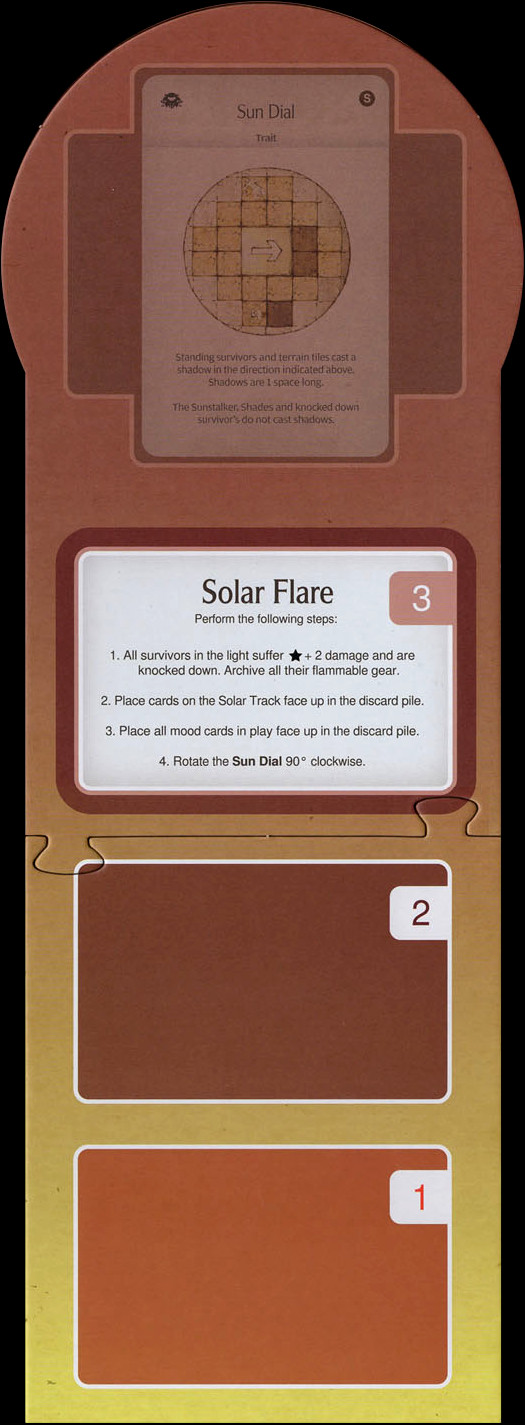 S
Sun Dial
Trait
Standing survivors and terrain tiles cast a
shadow in the direction indicated above.
Shadows are 1 space long.
The Sunstalker, Shades and knocked down
survivor's do not cast shadows.
3
Solar Flare
Perform the following steps:
1. All survivors in the light suffer ★+ 2 damage and are
knocked down. Archive all their flammable gear.
2. Place cards on the Solar Track face up in the discard pile.
3. Place all mood cards in play face up in the discard pile.
4. Rotate the Sun Dial 90° clockwise.
2
1